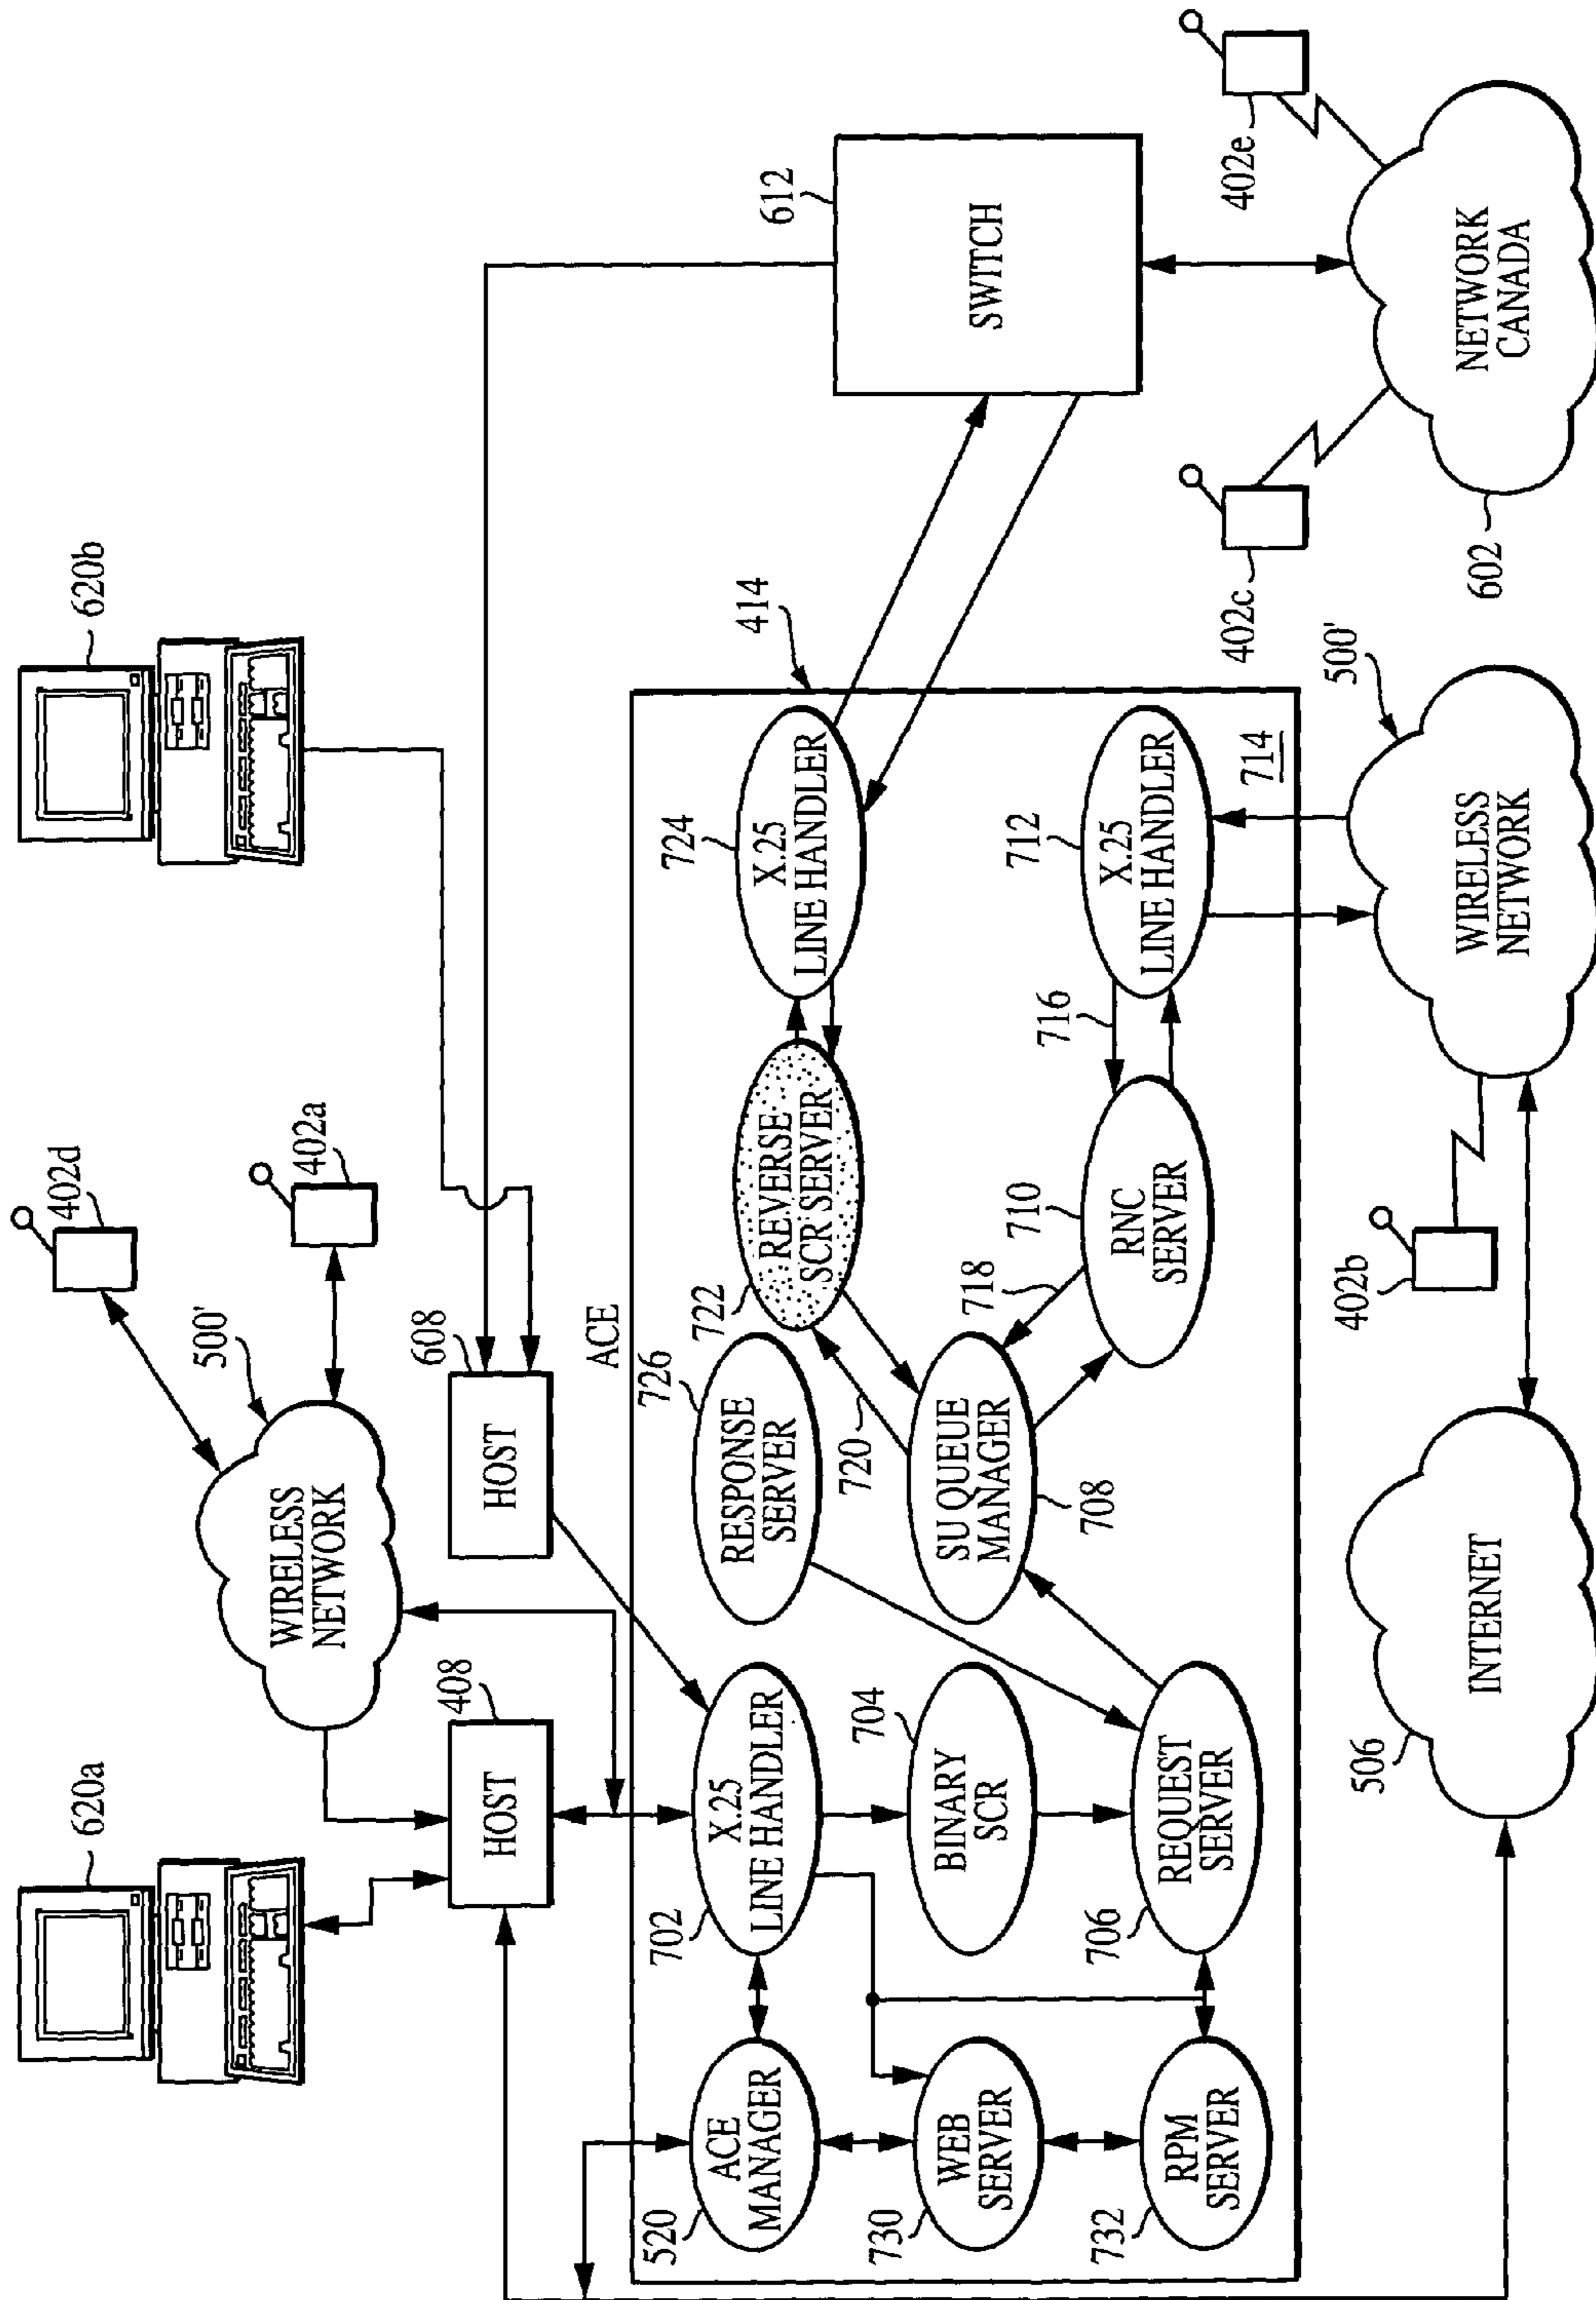 620a
620b
402d
402a
500'
WIRELESS
NETWORK
408
HOST
608
HOST
ACE
414
612
SWITCH
520
ACE
MANAGER
702
X.25
LINE HANDLER
726
RESPONSE
SERVER
722
REVERSE
SCR SERVER
724
X.25
LINE HANDLER
730
WEB
SERVER
704
BINARY
SCR
720
SU QUEUE
MANAGER
708
718
716
732
RPM
SERVER
706
REQUEST
SERVER
710
RNC
SERVER
712
X.25
LINE HANDLER
714
506
INTERNET
402b
WIRELESS
NETWORK
500'
402c
402e
602
NETWORK
CANADA